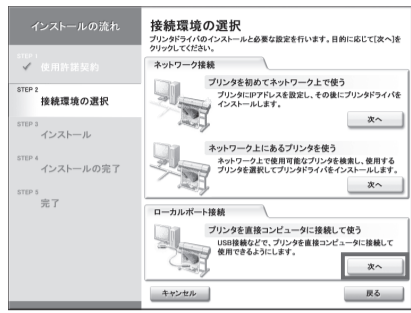 インストールの流れ
STEP 1
使用許諾契約
STEP 2
接続環境の選択
STEP 3
インストール
STEP 4
インストールの完了
STEP 5
完了
接続環境の選択
プリンタドライバのインストールと必要な設定を行います。目的に応じて[次へ]を
クリックしてください。
ネットワーク接続
プリンタを初めてネットワーク上で使う
プリンタにIPアドレスを設定し、その後にプリンタドライバを
インストールします。
次へ
ネットワーク上にあるプリンタを使う
ネットワーク上で使用可能なプリンタを検索し、使用する
プリンタを選択してプリンタドライバをインストールします。
次へ
ローカルポート接続
プリンタを直接コンピュータに接続して使う
USB接続などで、プリンタを直接コンピュータに接続して
使用できるようにします。
次へ
キャンセル
戻る